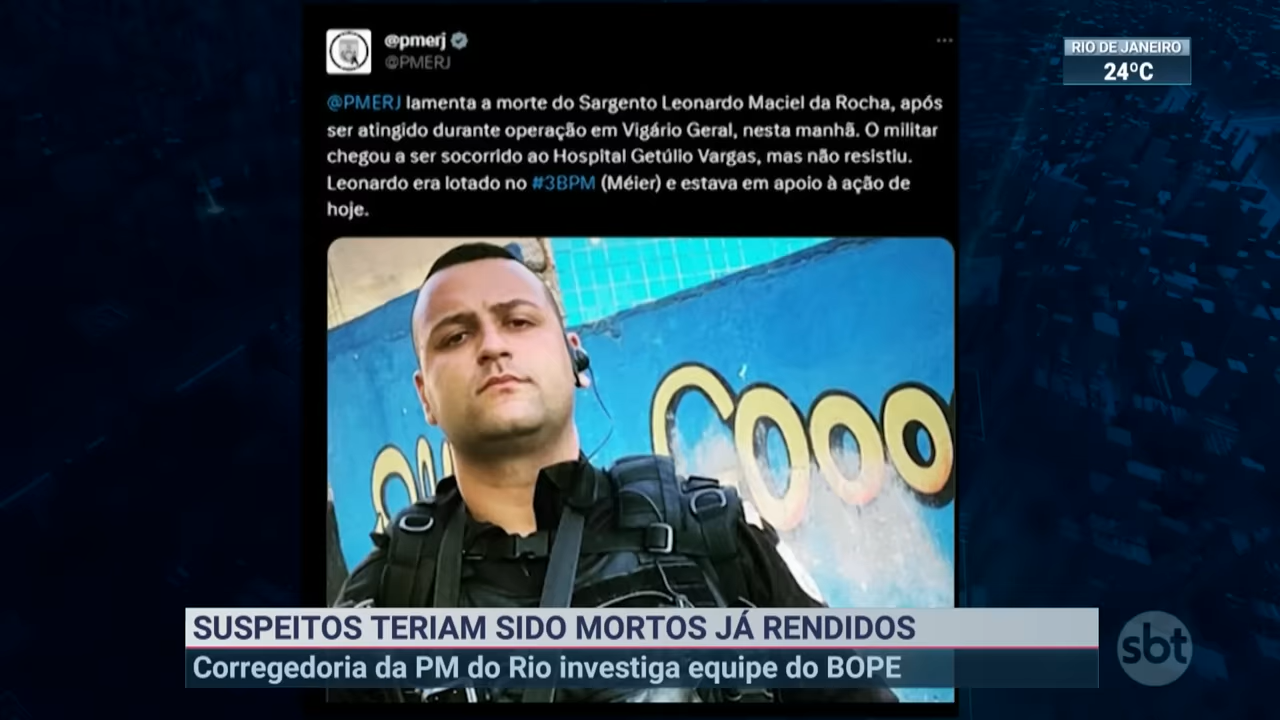 @pmerj
@PMERJ
...
RIO DE JANEIRO
24ºC
@PMERJ lamenta a morte do Sargento Leonardo Maciel da Rocha, após
ser atingido durante operação em Vigário Geral, nesta manhã. O militar
chegou a ser socorrido ao Hospital Getúlio Vargas, mas não resistiu.
Leonardo era lotado no #3BPM (Méier) e estava em apoio à ação de
hoje.
Cooo
SUSPEITOS TERIAM SIDO MORTOS JÁ RENDIDOS
Corregedoria da PM do Rio investiga equipe do BOPE
sbt